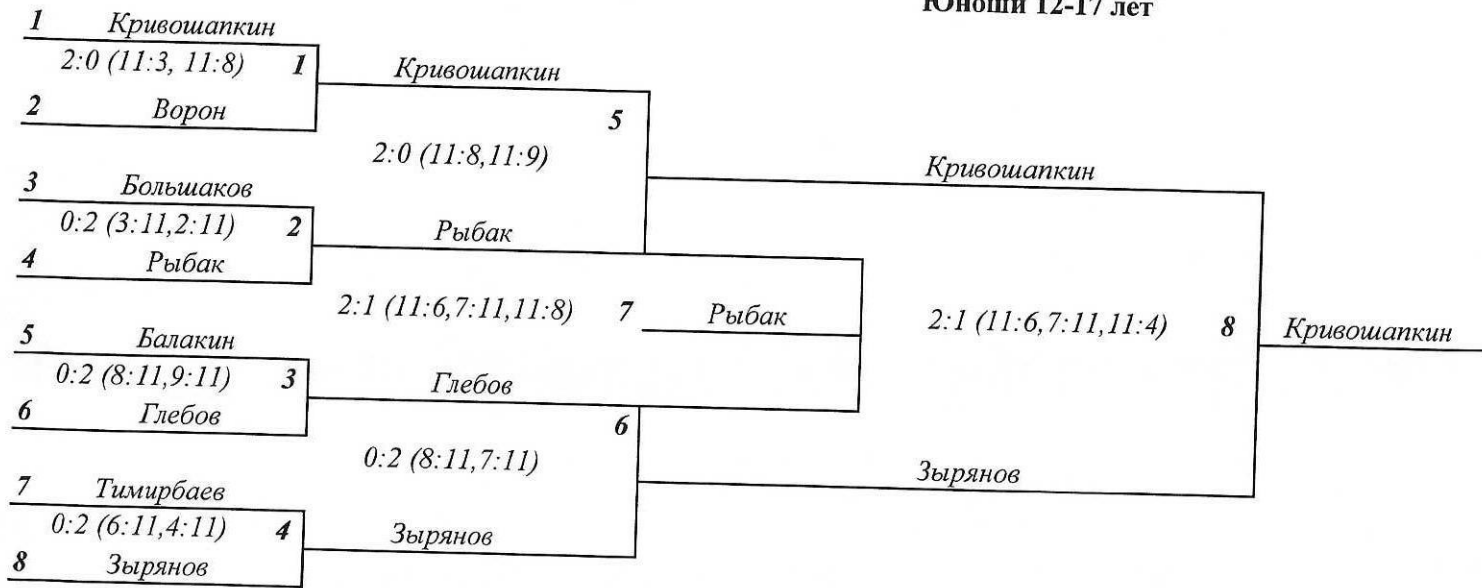 Юноши 12-17 лет
1 Кривошапкин
2:0 (11:3, 11:8) 1
Кривошапкин
2 Ворон
5
2:0 (11:8,11:9)
Кривошапкин
3 Большаков
0:2 (3:11,2:11) 2
Рыбак
4 Рыбак
2:1 (11:6,7:11,11:8) 7 Рыбак
2:1 (11:6,7:11,11:4) 8 Кривошапкин
5 Балакин
0:2 (8:11,9:11) 3
Глебов
6 Глебов
6
0:2 (8:11,7:11)
Зырянов
7 Тимирбаев
0:2 (6:11,4:11) 4
Зырянов
8 Зырянов